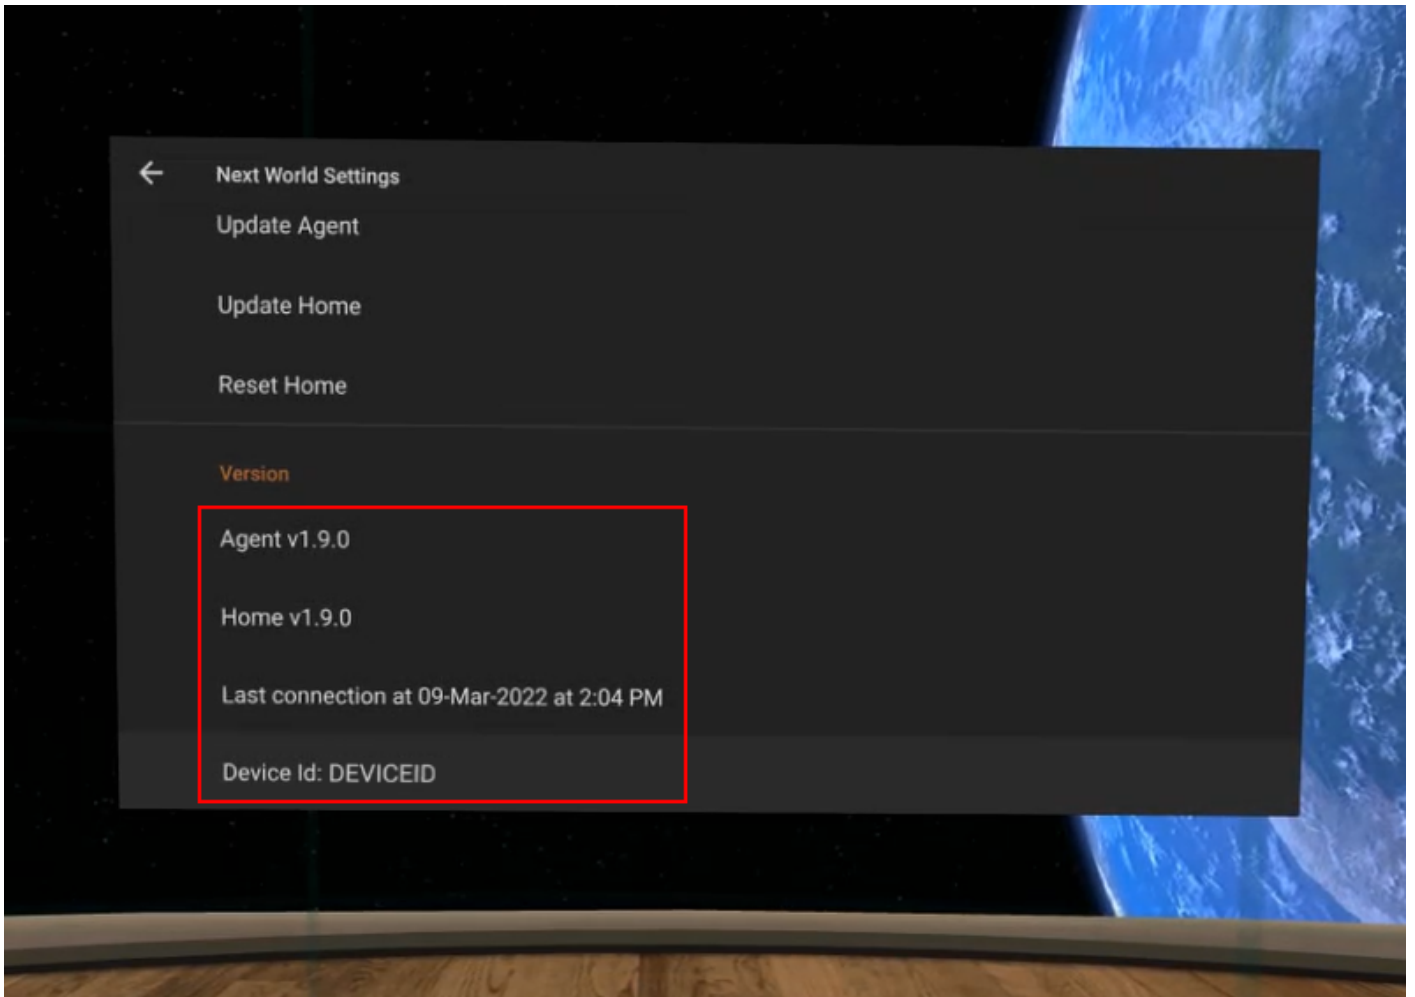 Next World Settings
Update Agent
Update Home
Reset Home
Version
Agent v1.9.0
Home v1.9.0
Last connection at 09-Mar-2022 at 2:04 PM
Device Id: DEVICEID